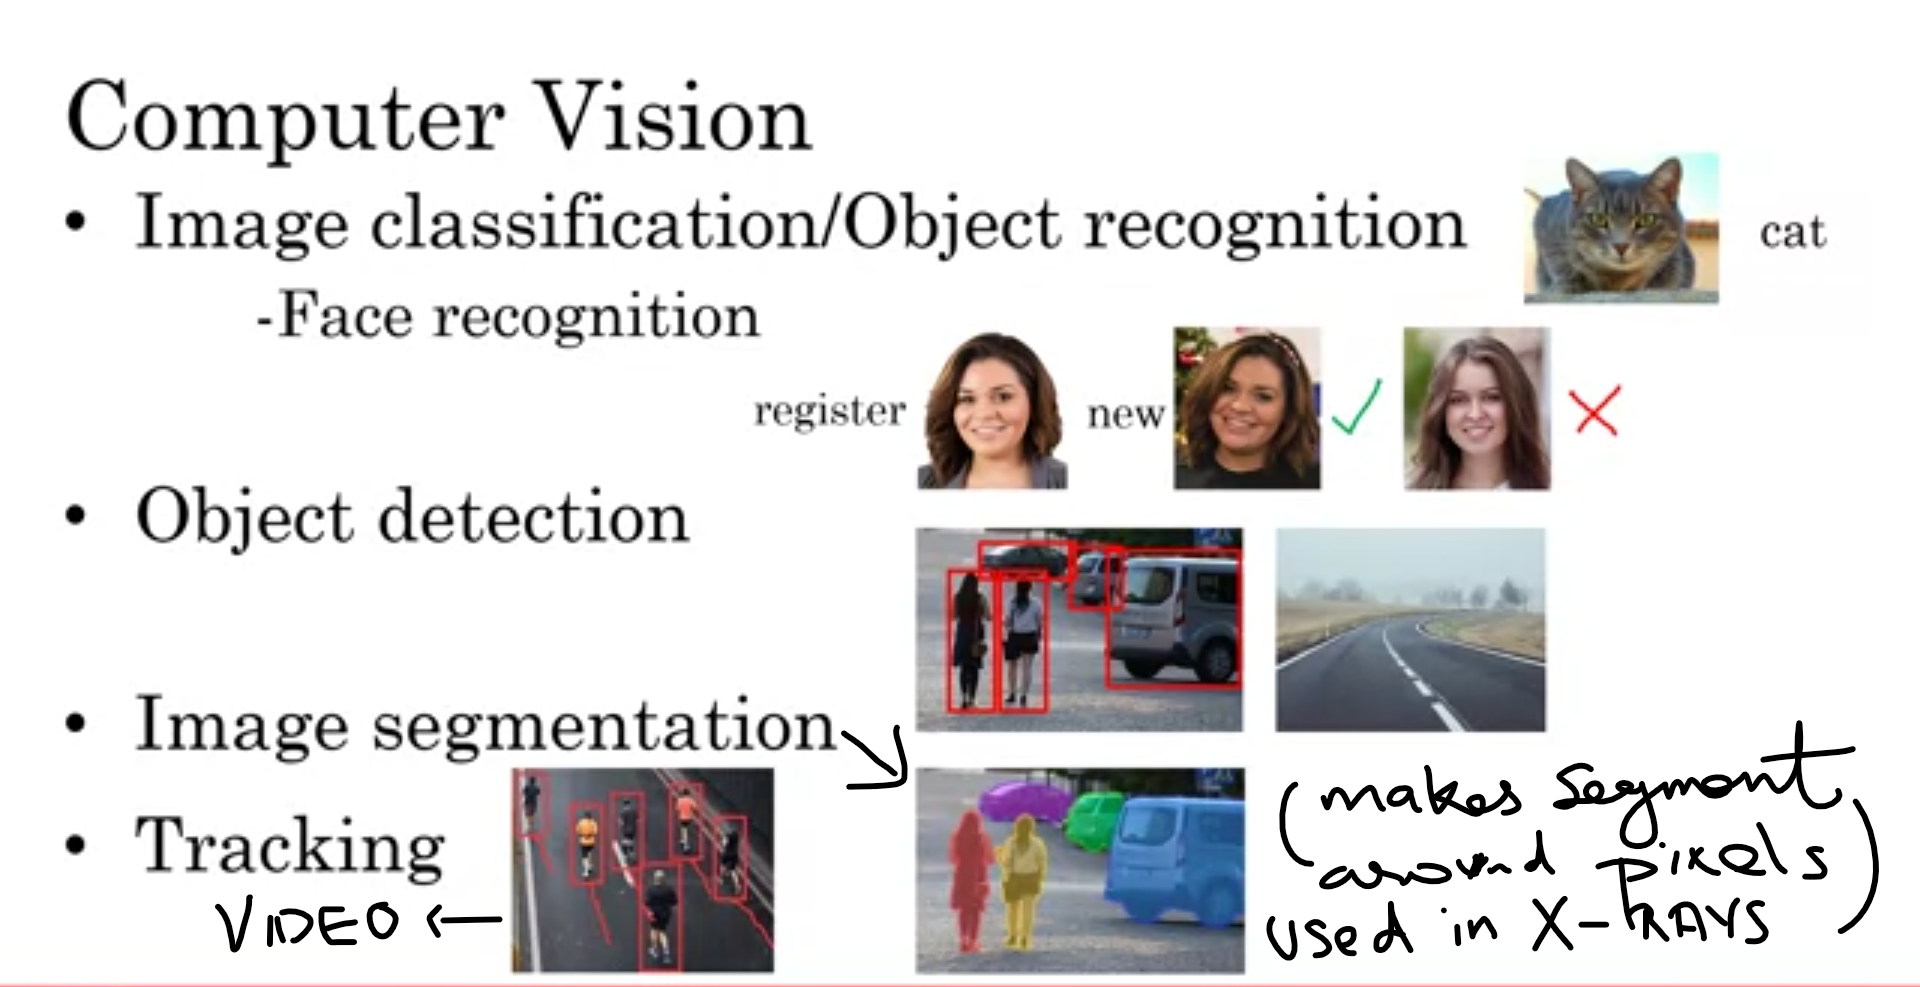 Computer Vision
• Image classification/Object recognition
cat
-Face recognition
register
new
• Object detection
• Image segmentation
(makes segment
around pixels)
used in X-RAYS
• Tracking
VIDEO